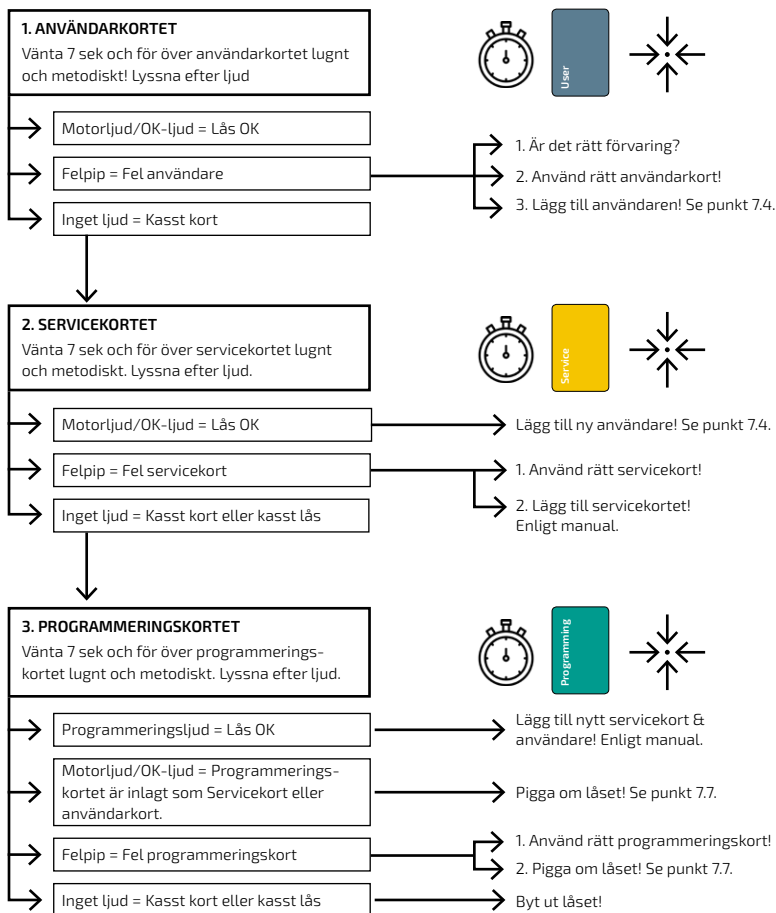 1. ANVÄNDARKORTET
Vänta 7 sek och för över användarkortet lugnt
och metodiskt! Lyssna efter ljud
User
Motorljud/OK-ljud = Lås OK
Felpip = Fel användare
Inget ljud = Kasst kort
1. Är det rätt förvaring?
2. Använd rätt användarkort!
3. Lägg till användaren! Se punkt 7.4.
2. SERVICEKORTET
Vänta 7 sek och för över servicekortet lugnt
och metodiskt. Lyssna efter ljud.
Service
Motorljud/OK-ljud = Lås OK
Lägg till ny användare! Se punkt 7.4.
Felpip = Fel servicekort
1. Använd rätt servicekort!
2. Lägg till servicekortet!
Enligt manual.
Inget ljud = Kasst kort eller kasst lås
3. PROGRAMMERINGSKORTET
Vänta 7 sek och för över programmerings-
kortet lugnt och metodiskt. Lyssna efter ljud.
Programming
Programmeringsljud = Lås OK
Lägg till nytt servicekort &
användare! Enligt manual.
Motorljud/OK-ljud = Programmerings-
kortet är inlagt som Servicekort eller
användarkort.
Pigga om låset! Se punkt 7.7.
Felpip = Fel programmeringskort
1. Använd rätt programmeringskort!
2. Pigga om låset! Se punkt 7.7.
Inget ljud = Kasst kort eller kasst lås
Byt ut låset!